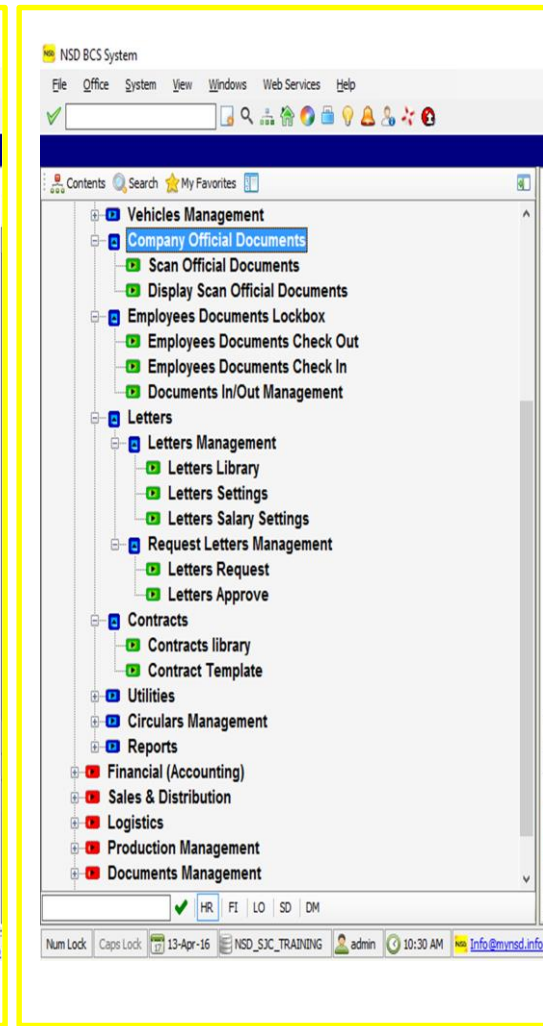 NSD BCS System
File Office System View Windows Web Services Help
Contents Search My Favorites
Vehicles Management
Company Official Documents
Scan Official Documents
Display Scan Official Documents
Employees Documents Lockbox
Employees Documents Check Out
Employees Documents Check In
Documents In/Out Management
Letters
Letters Management
Letters Library
Letters Settings
Letters Salary Settings
Request Letters Management
Letters Request
Letters Approve
Contracts
Contracts library
Contract Template
Utilities
Circulars Management
Reports
Financial (Accounting)
Sales & Distribution
Logistics
Production Management
Documents Management
HR FI LO SD DM
Num Lock Caps Lock 13-Apr-16 NSD_SJC_TRAINING admin 10:30 AM Info@mynsd.info